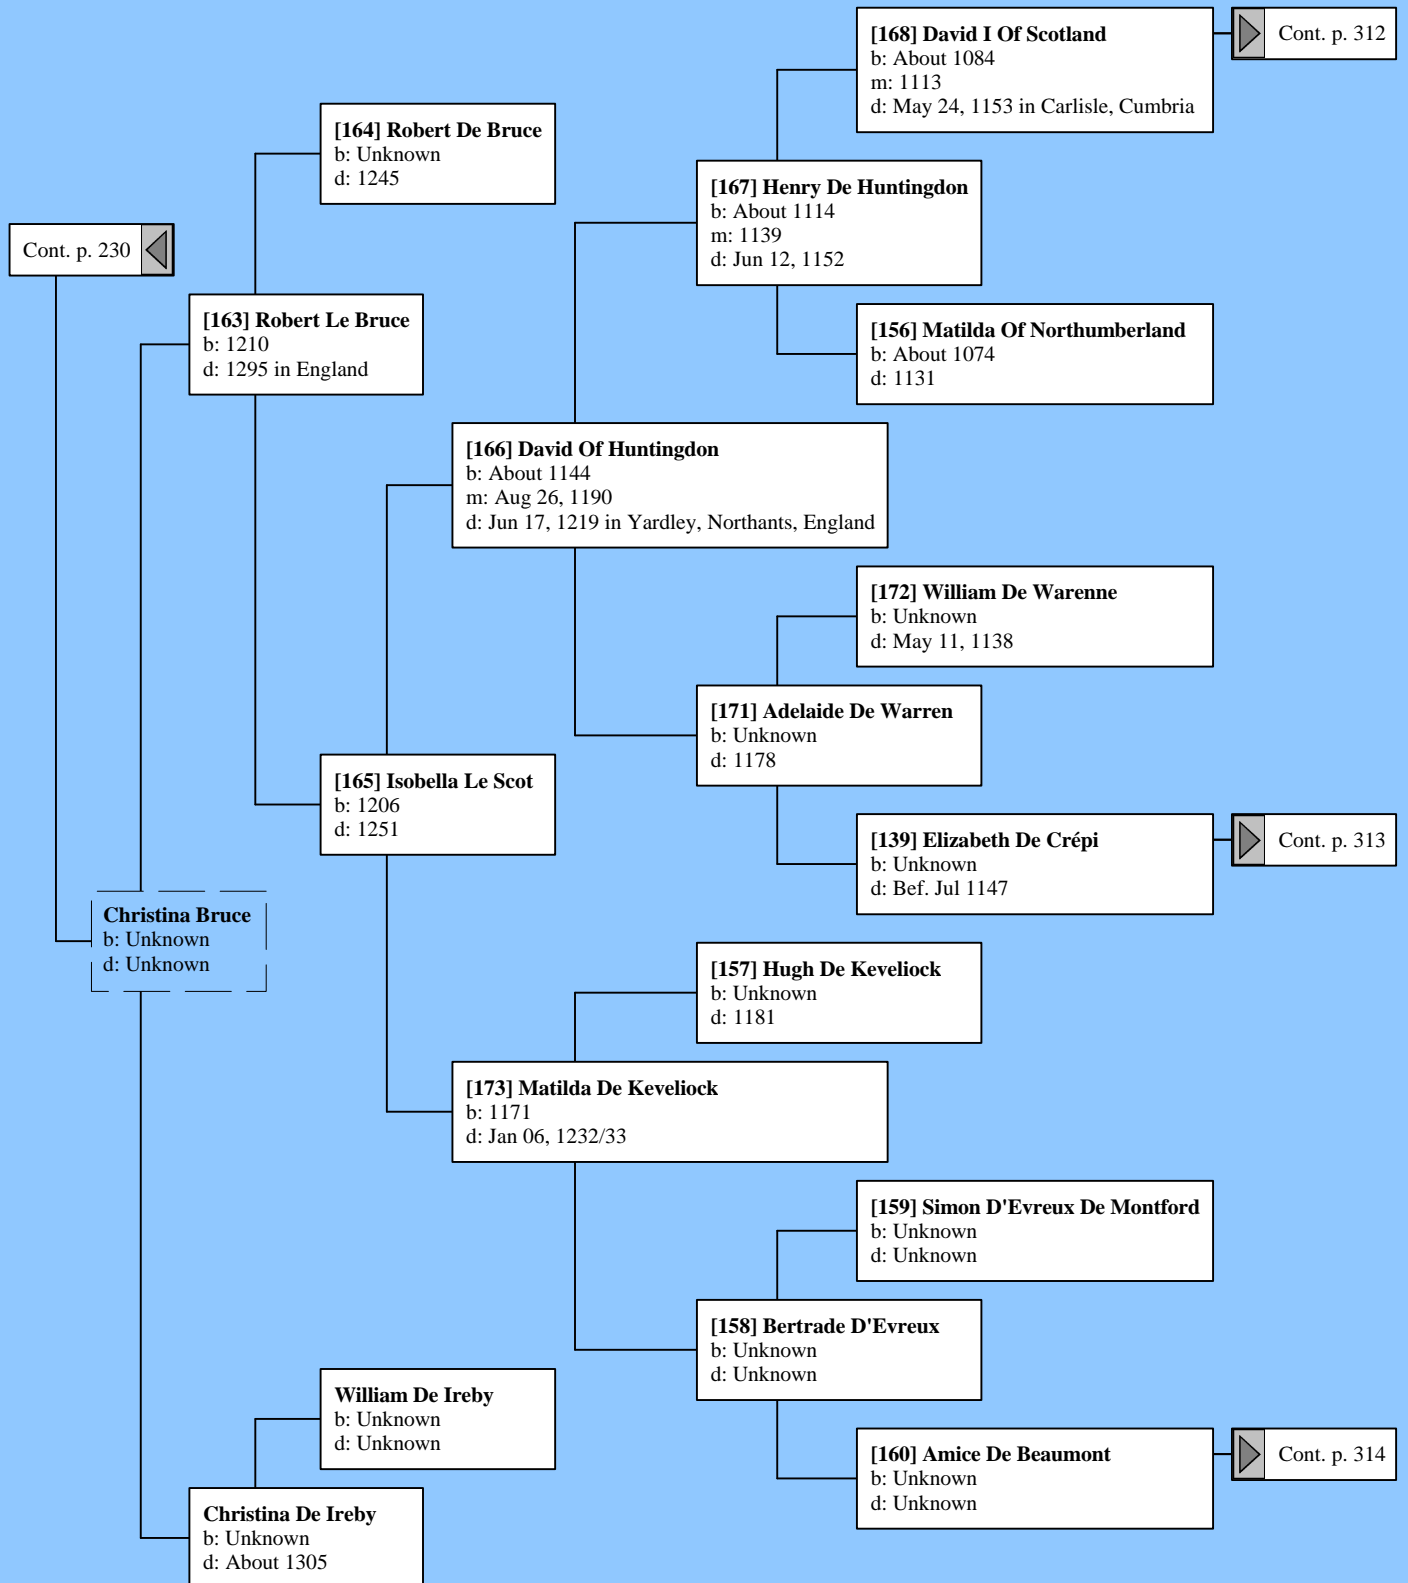 [168] David I Of Scotland
b: About 1084
m: 1113
d: May 24, 1153 in Carlisle, Cumbria
Cont. p. 312
[164] Robert De Bruce
b: Unknown
d: 1245
[167] Henry De Huntingdon
b: About 1114
m: 1139
d: Jun 12, 1152
Cont. p. 230
[163] Robert Le Bruce
b: 1210
d: 1295 in England
[156] Matilda Of Northumberland
b: About 1074
d: 1131
[166] David Of Huntingdon
b: About 1144
m: Aug 26, 1190
d: Jun 17, 1219 in Yardley, Northants, England
[172] William De Warenne
b: Unknown
d: May 11, 1138
[171] Adelaide De Warren
b: Unknown
d: 1178
[165] Isobella Le Scot
b: 1206
d: 1251
[139] Elizabeth De Crépi
b: Unknown
d: Bef. Jul 1147
Cont. p. 313
Christina Bruce
b: Unknown
d: Unknown
[157] Hugh De Keveliock
b: Unknown
d: 1181
[173] Matilda De Keveliock
b: 1171
d: Jan 06, 1232/33
[159] Simon D'Evreux De Montford
b: Unknown
d: Unknown
[158] Bertrade D'Evreux
b: Unknown
d: Unknown
William De Ireby
b: Unknown
d: Unknown
[160] Amice De Beaumont
b: Unknown
d: Unknown
Cont. p. 314
Christina De Ireby
b: Unknown
d: About 1305